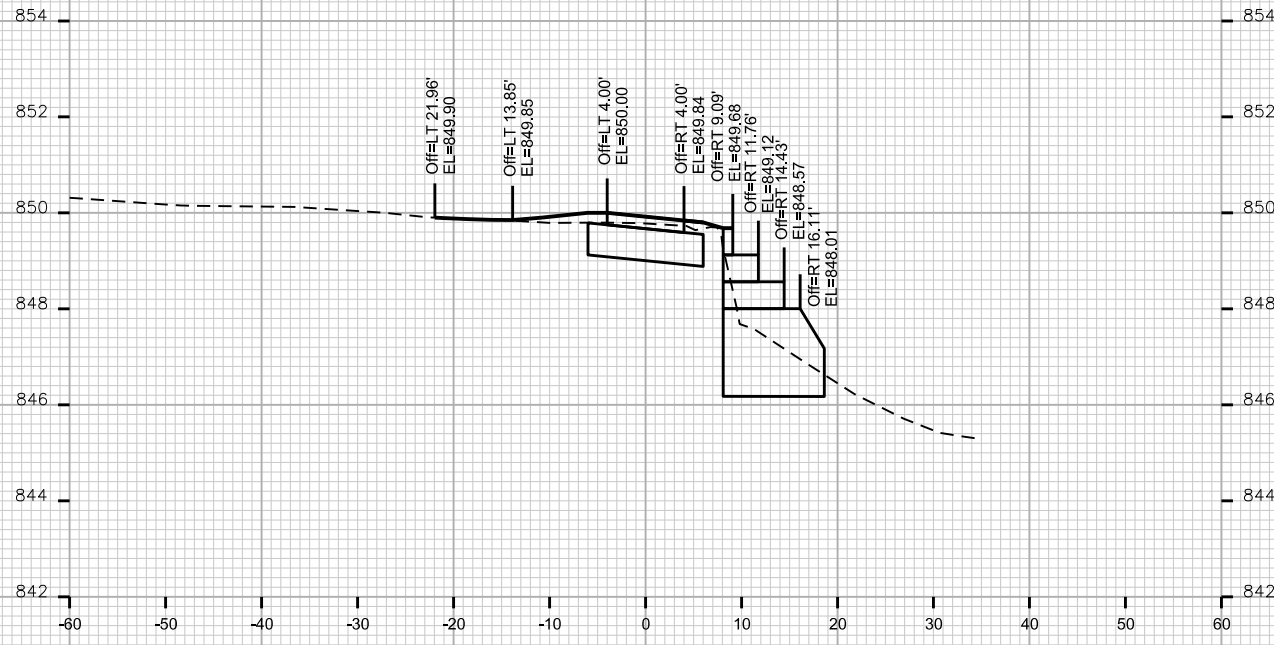 854
854
852
852
850
850
848
848
846
846
844
844
842
842
Off=LT 21.96'
EL=849.90
Off=LT 13.85'
EL=849.85
Off=LT 4.00'
EL=850.00
Off=RT 4.00'
EL=849.84
Off=RT 9.09'
EL=849.68
Off=RT 11.76'
EL=849.12
Off=RT 14.43'
EL=848.57
Off=RT 16.11'
EL=848.01
-60 -50 -40 -30 -20 -10 0 10 20 30 40 50 60